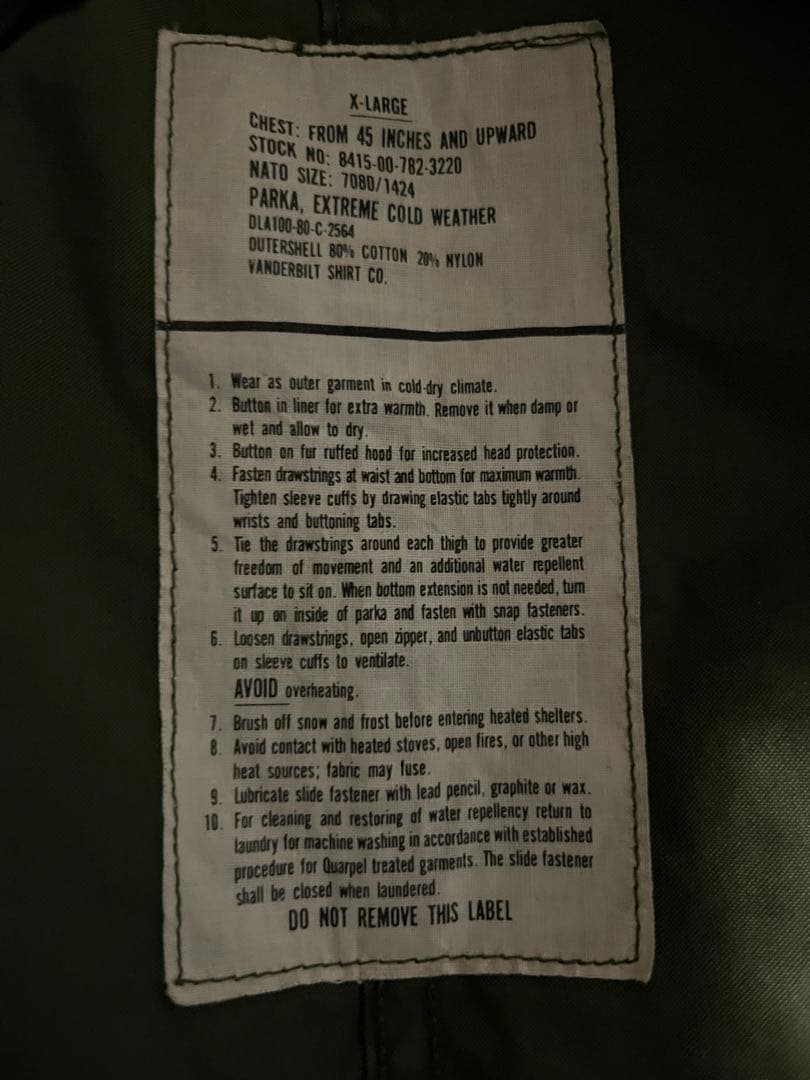 X-LARGE
CHEST: FROM 45 INCHES AND UPWARD
STOCK NO: 8415-00-782-3220
NATO SIZE: 7080/1424
PARKA, EXTREME COLD WEATHER
DLA100-80-C-2564
OUTERSHELL 80% COTTON 20% NYLON
VANDERBILT SHIRT CO.
1. Wear as outer garment in cold-dry climate.
2. Button in liner for extra warmth. Remove it when damp or
wet and allow to dry.
3. Button on fur ruffed hood for increased head protection.
4. Fasten drawstrings at waist and bottom for maximum warmth.
Tighten sleeve cuffs by drawing elastic tabs tightly around
wrists and buttoning tabs.
5. Tie the drawstrings around each thigh to provide greater
freedom of movement and an additional water repellent
surface to sit on. When bottom extension is not needed, turn
it up on inside of parka and fasten with snap fasteners.
6. Loosen drawstrings, open zipper, and unbutton elastic tabs
on sleeve cuffs to ventilate.
AVOID overheating.
7. Brush off snow and frost before entering heated shelters.
8. Avoid contact with heated stoves, open fires, or other high
heat sources; fabric may fuse.
9. Lubricate slide fastener with lead pencil, graphite or wax.
10. For cleaning and restoring of water repellency return to
laundry for machine washing in accordance with established
procedure for Quarpel treated garments. The slide fastener
shall be closed when laundered.
DO NOT REMOVE THIS LABEL